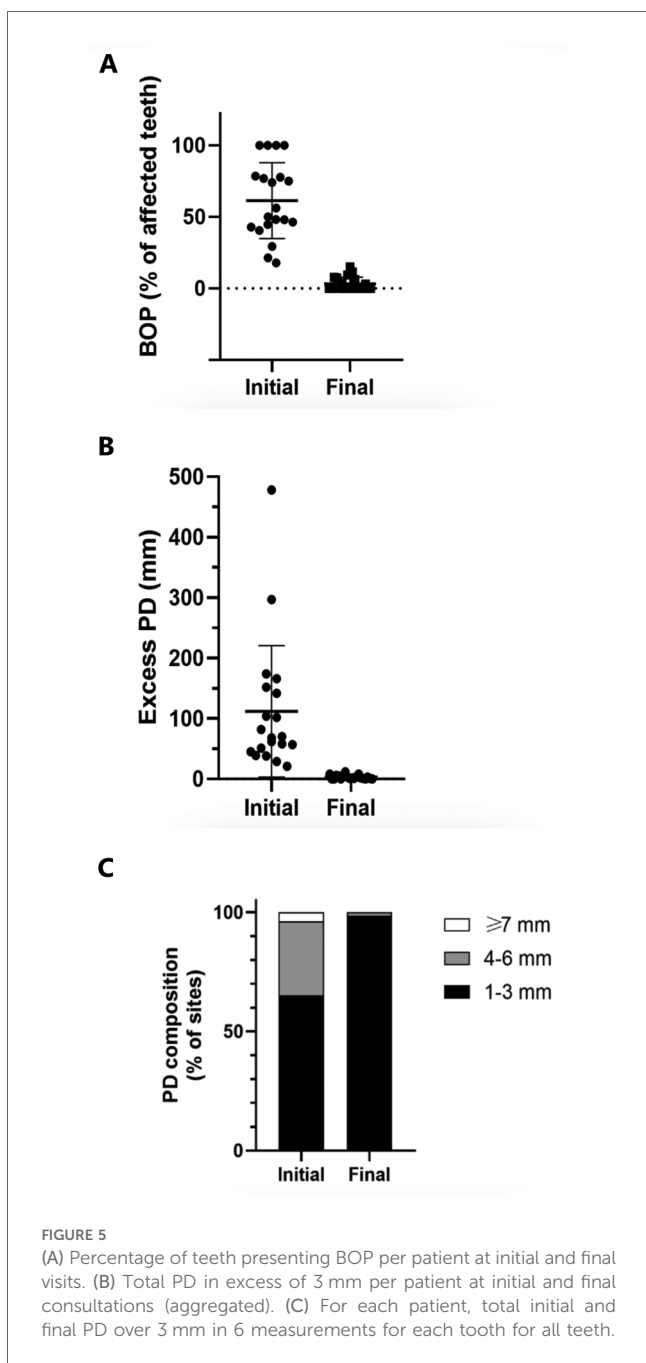 A
BOP (% of affected teeth)
100
50
0
Initial Final
B
Excess PD (mm)
500
400
300
200
100
0
Initial Final
C
PD composition
(% of sites)
100
50
0
Initial Final
⩾7 mm
4-6 mm
1-3 mm
FIGURE 5
(A) Percentage of teeth presenting BOP per patient at initial and final
visits. (B) Total PD in excess of 3 mm per patient at initial and final
consultations (aggregated). (C) For each patient, total initial and
final PD over 3 mm in 6 measurements for each tooth for all teeth.